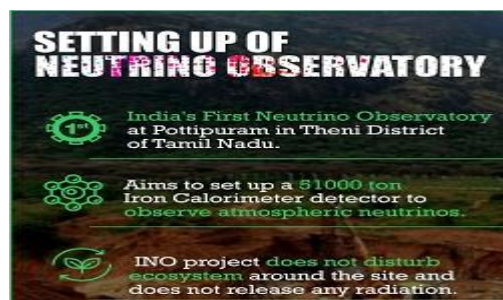 SETTING UP OF
NEUTRINO OBSERVATORY
1st
India's First Neutrino Observatory
at Pottipuram in Theni District
of Tamil Nadu.
Aims to set up a 51000 ton
Iron Calorimeter detector to
observe atmospheric neutrinos.
INO project does not disturb
ecosystem around the site and
does not release any radiation.